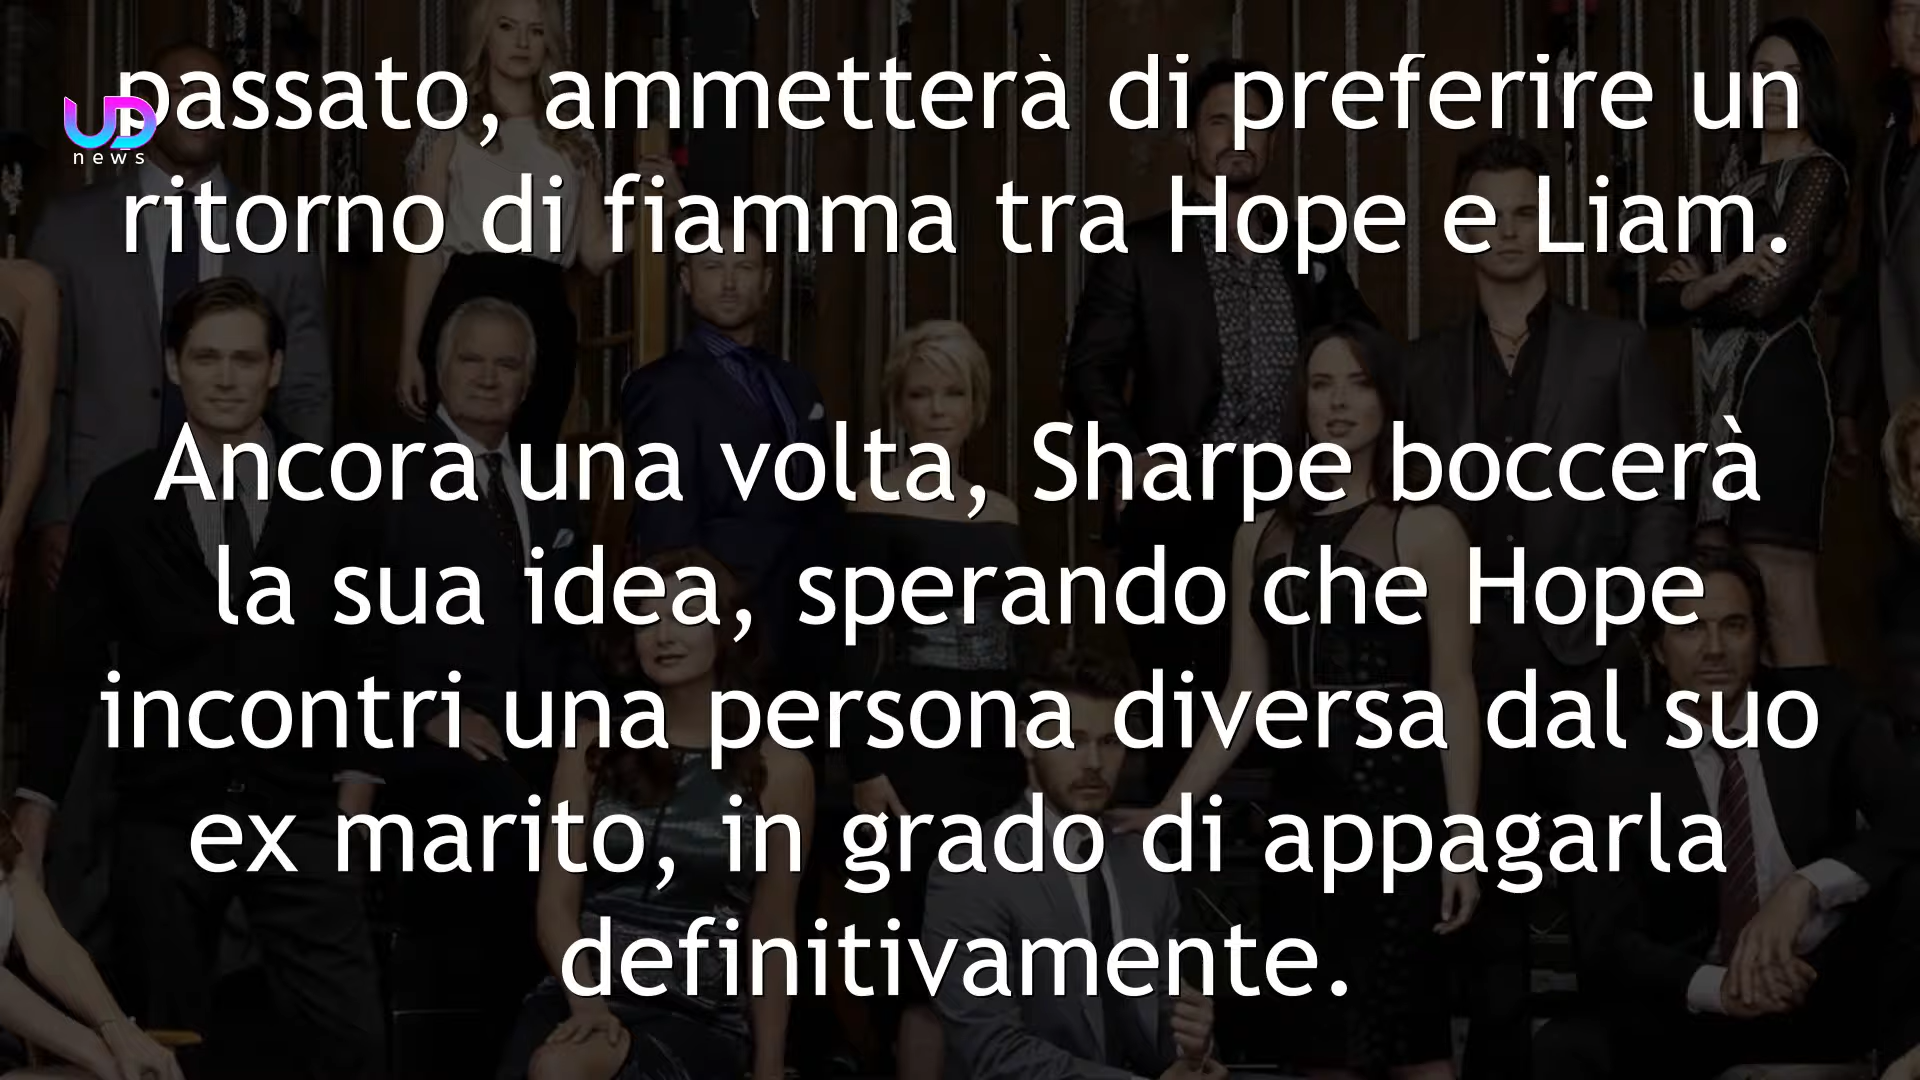 passato, ammetterà di preferire un
UD
news
ritorno di fiamma tra Hope e Liam.
Ancora una volta, Sharpe boccerà
la sua idea, sperando che Hope
incontri una persona diversa dal suo
ex marito, in grado di appagarla
definitivamente.